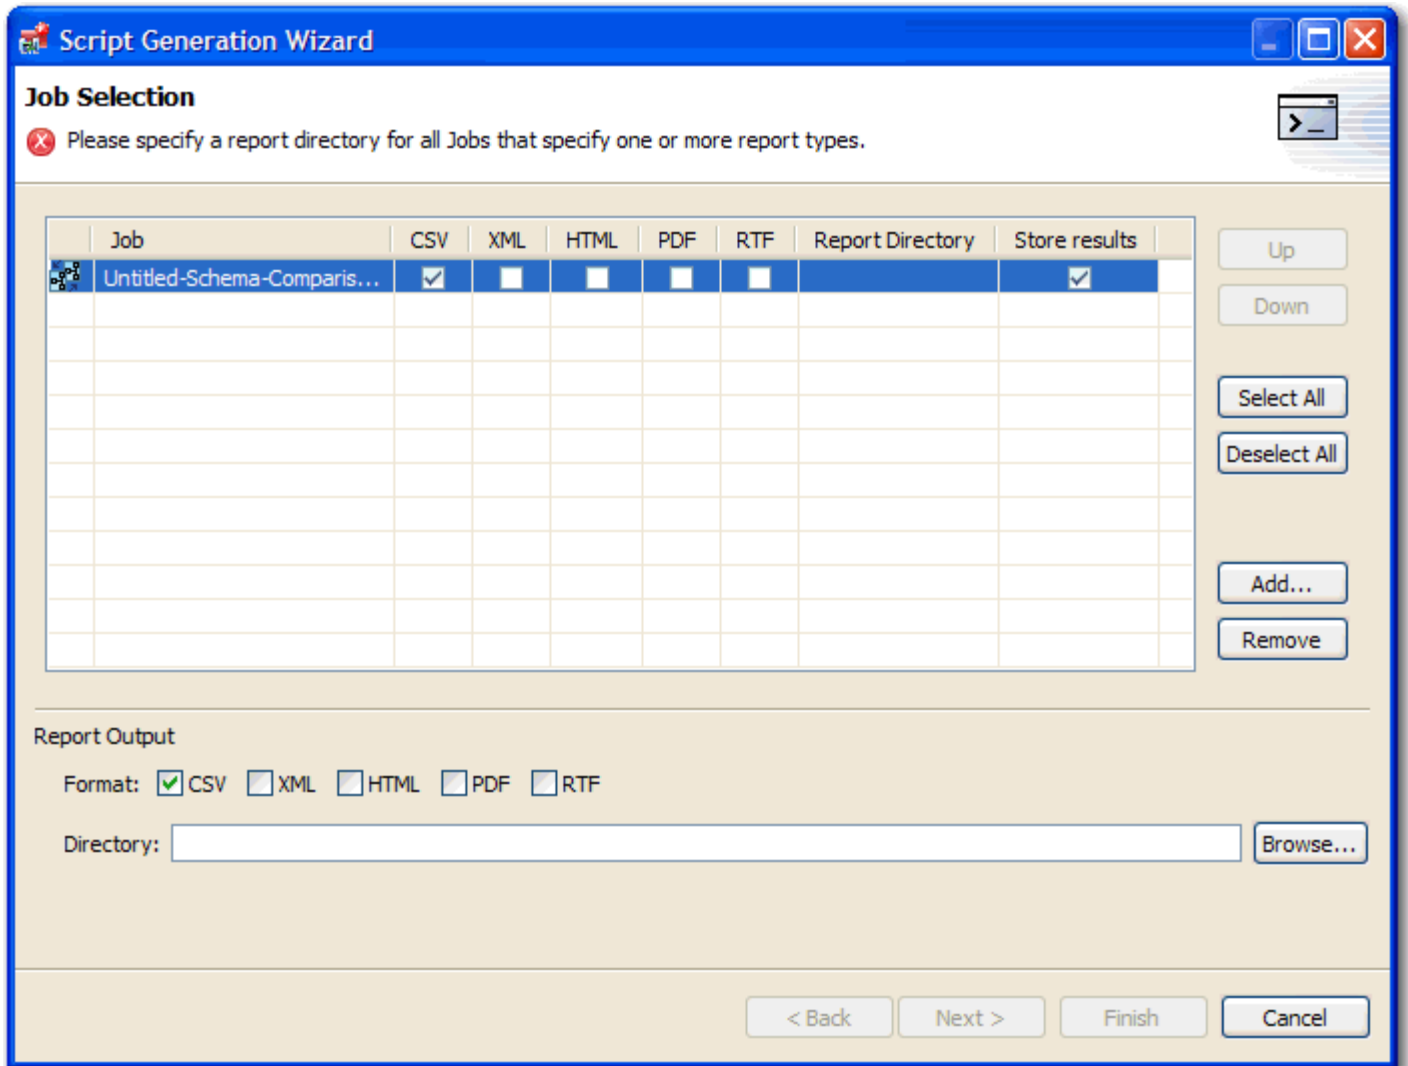 Script Generation Wizard
Job Selection
Please specify a report directory for all Jobs that specify one or more report types.
Job CSV XML HTML PDF RTF Report Directory Store results
Untitled-Schema-Comparis...
Up
Down
Select All
Deselect All
Add...
Remove
Report Output
Format: CSV XML HTML PDF RTF
Directory: Browse...
< Back Next > Finish Cancel